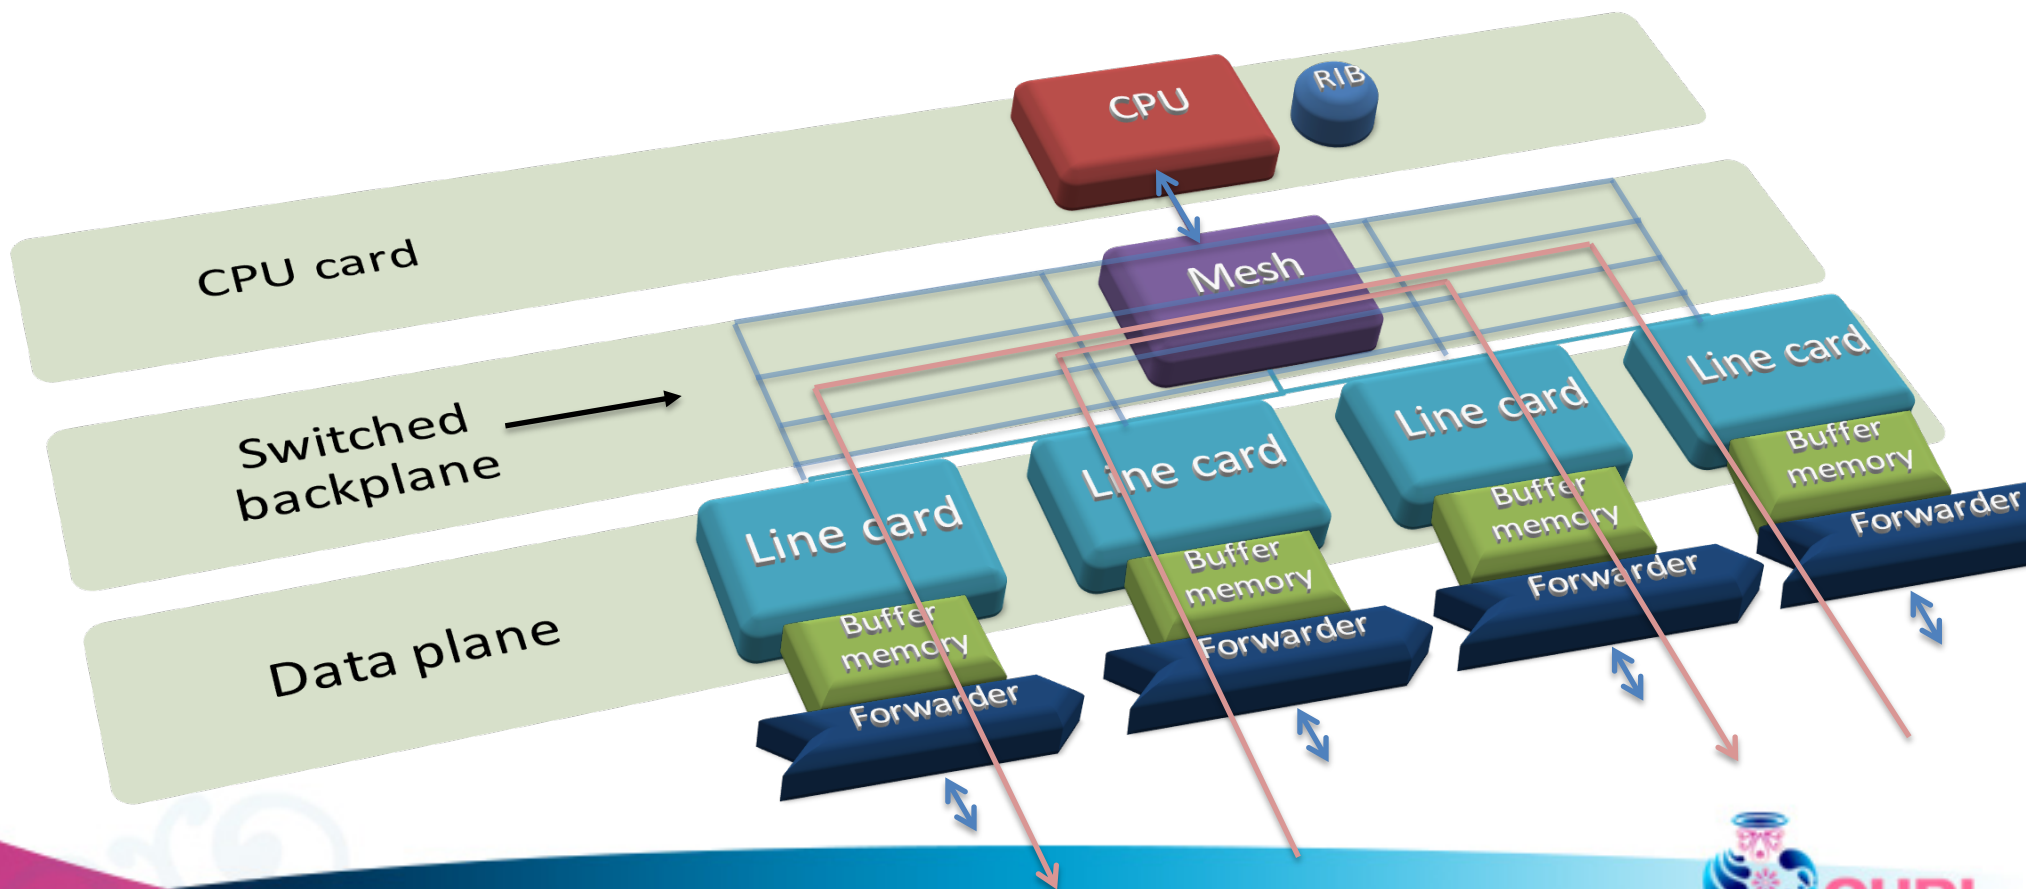 CPU
RIB
CPU card
Mesh
Switched
backplane
Line card
Line card
Line card
Line card
Buffer
memory
Buffer
memory
Buffer
memory
Buffer
memory
Data plane
Forwarder
Forwarder
Forwarder
Forwarder